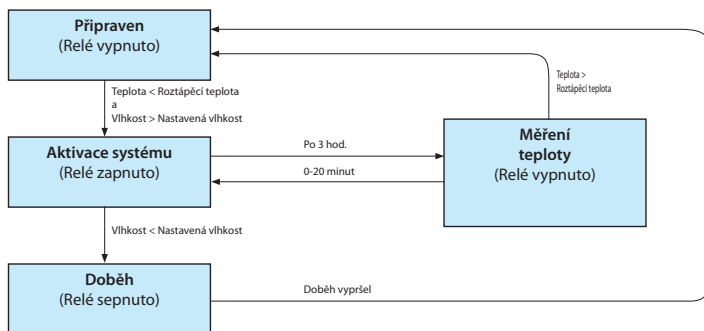 Připraven
(Relé vypnuto)
Teplota < Roztápěcí teplota
a
Vlhkost > Nastavená vlhkost
Teplota >
Roztápěcí teplota
Aktivace systému
(Relé zapnuto)
Po 3 hod.
0-20 minut
Měření
teploty
(Relé vypnuto)
Vlhkost < Nastavená vlhkost
Doběh
(Relé sepnuto)
Doběh vypršel